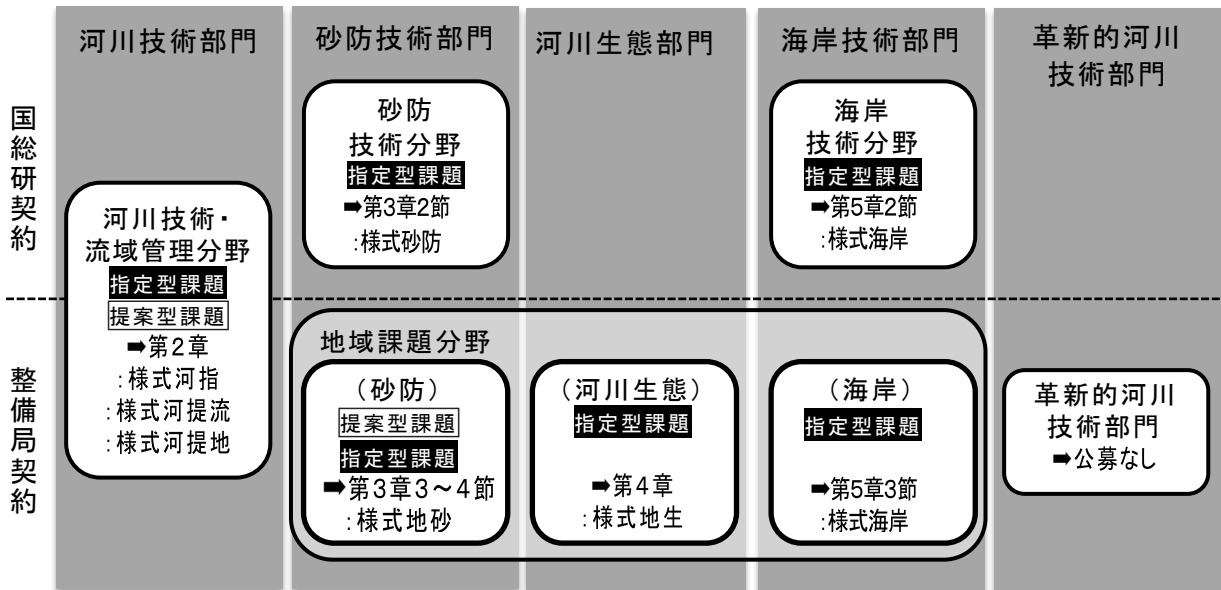 河川技術部門
砂防技術部門
河川生態部門
海岸技術部門
革新的河川
技術部門
国総研契約
整備局契約
河川技術・
流域管理分野
指定型課題
提案型課題
➡第2章
:様式河指
:様式河提流
:様式河提地
砂防
技術分野
指定型課題
➡第3章2節
:様式砂防
海岸
技術分野
指定型課題
➡第5章2節
:様式海岸
地域課題分野
(砂防)
提案型課題
指定型課題
➡第3章3~4節
:様式地砂
(河川生態)
指定型課題
➡第4章
:様式地生
(海岸)
指定型課題
➡第5章3節
:様式海岸
革新的河川
技術部門
➡公募なし